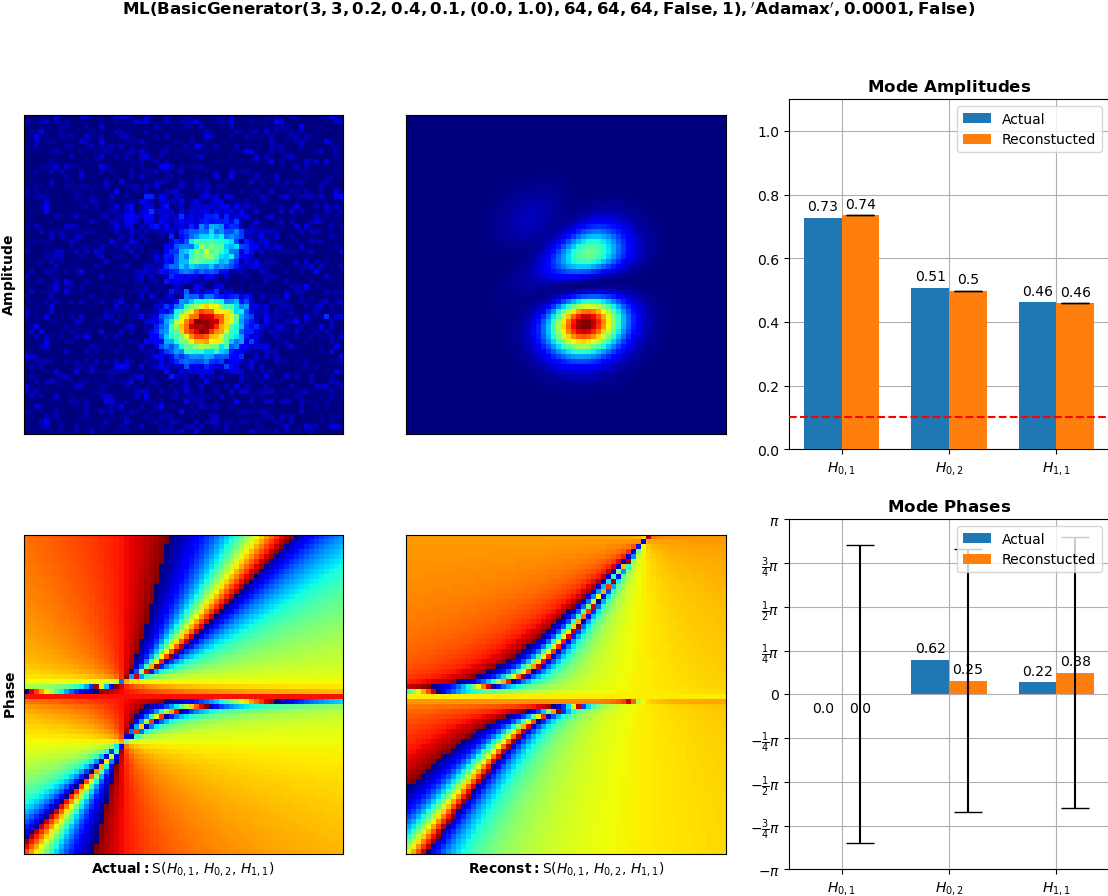 ML(BasicGenerator(3, 3, 0.2, 0.4, 0.1, (0.0, 1.0), 64, 64, 64, False, 1), 'Adamax', 0.0001, False)
Mode Amplitudes
Amplitude
1.0
0.8
0.6
0.4
0.2
0.0
Actual
Reconstucted
0.73
0.74
0.51
0.5
0.46
0.46
H0, 1
H0, 2
H1, 1
Mode Phases
Phase
π
3/4π
1/2π
1/4π
0
−1/4π
−1/2π
−3/4π
−π
Actual
Reconstucted
0.0
0.0
0.62
0.25
0.22
0.38
H0, 1
H0, 2
H1, 1
Actual: S(H0, 1, H0, 2, H1, 1)
Reconst: S(H0, 1, H0, 2, H1, 1)